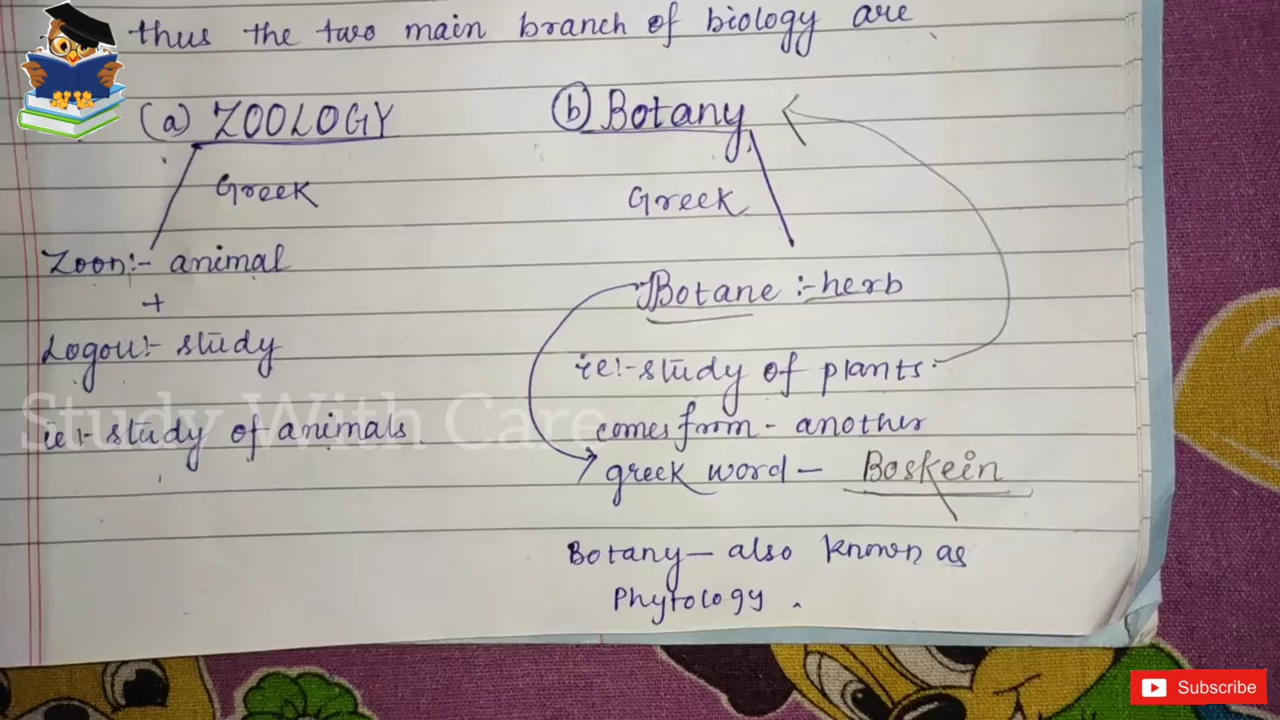 thus the two main branch of biology are
(a) ZOOLOGY
Greek
Zoon:- animal
+
Logou:- study
ie:- study of animals.
(b) Botany
Greek
Botane :- herb
ie:- study of plants.
comes from - another
greek word - Boskein
Botany - also known as
Phytology .
Study With Care
Subscribe